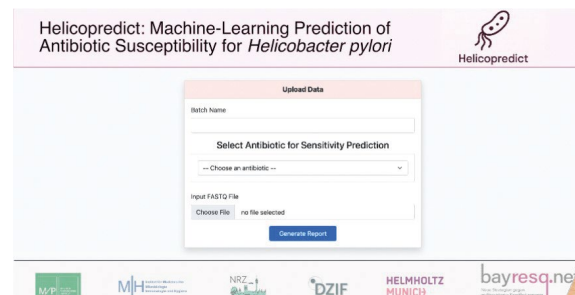 Helicopredict: Machine-Learning Prediction of
Antibiotic Susceptibility for Helicobacter pylori
Helicopredict
Upload Data
Batch Name
Select Antibiotic for Sensitivity Prediction
-- Choose an antibiotic --
Input FASTQ File
Choose File no file selected
Generate Report
M/P
M|H
NRZ
DZIF
HELMHOLTZ
MUNICH
bayresq.net